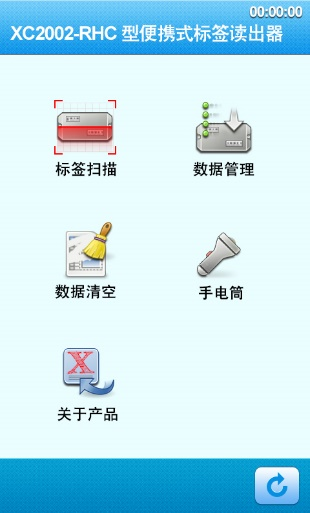 00:00:00
XC2002-RHC 型便携式标签读出器
标签扫描
数据管理
数据清空
手电筒
X
关于产品